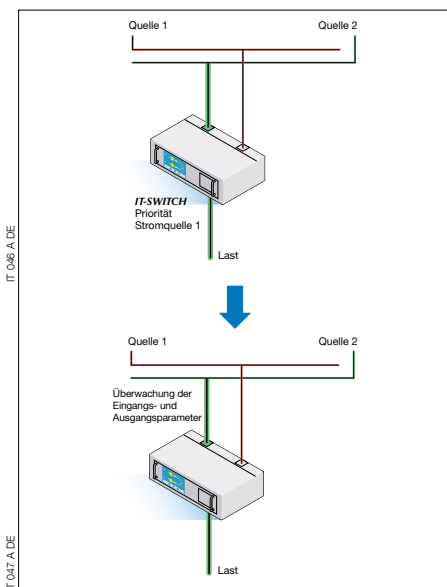 Quelle 1
Quelle 2
IT-SWITCH
Priorität
Stromquelle 1
Last
IT 046 A DE
Quelle 1
Quelle 2
Überwachung der
Eingangs- und
Ausgangsparameter
Last
IT 047 A DE